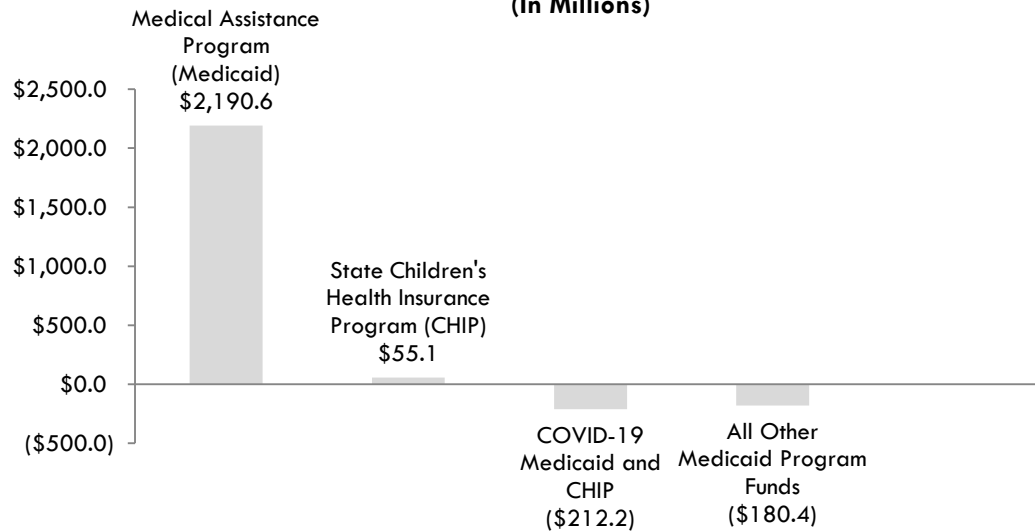 (In Millions)
Medical Assistance
Program
(Medicaid)
$2,190.6
$2,500.0
$2,000.0
$1,500.0
$1,000.0
$500.0
$0.0
($500.0)
State Children's
Health Insurance
Program (CHIP)
$55.1
COVID-19
Medicaid and
CHIP
($212.2)
All Other
Medicaid Program
Funds
($180.4)